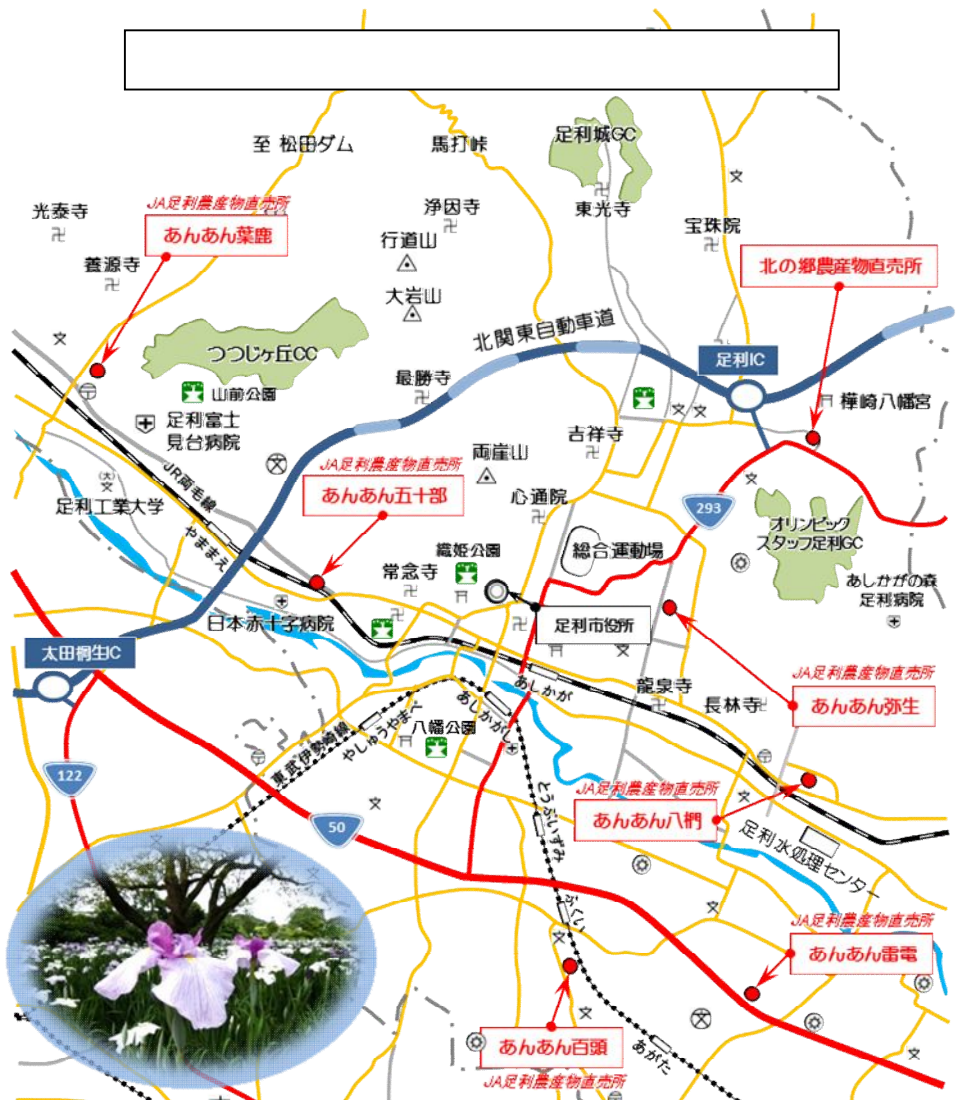 足利城GC
至 松田ダム
馬打峠
JA足利農産物直売所
あんあん葉鹿
光泰寺
浄因寺
東光寺
宝珠院
行道山
養源寺
北の郷農産物直売所
大岩山
北関東自動車道
つつじヶ丘CC
足利IC
最勝寺
山前公園
樺崎八幡宮
足利富士
見台病院
吉祥寺
両崖山
JA足利農産物直売所
あんあん五十部
JR両毛線
(大)
足利工業大学
心通院
293
オリンピック
スタッフ足利GC
やままえ
織姫公園
総合運動場
常念寺
あしかがの森
足利病院
日本赤十字病院
足利市役所
太田桐生IC
あしかが
龍泉寺
JA足利農産物直売所
あんあん弥生
長林寺
あしかがし
八幡公園
やしゅうやまべ
東武伊勢崎線
122
とうぶいずみ
JA足利農産物直売所
あんあん八椚
50
足利水処理センター
ふくい
JA足利農産物直売所
あんあん雷電
あんあん百頭
JA足利農産物直売所
あがた